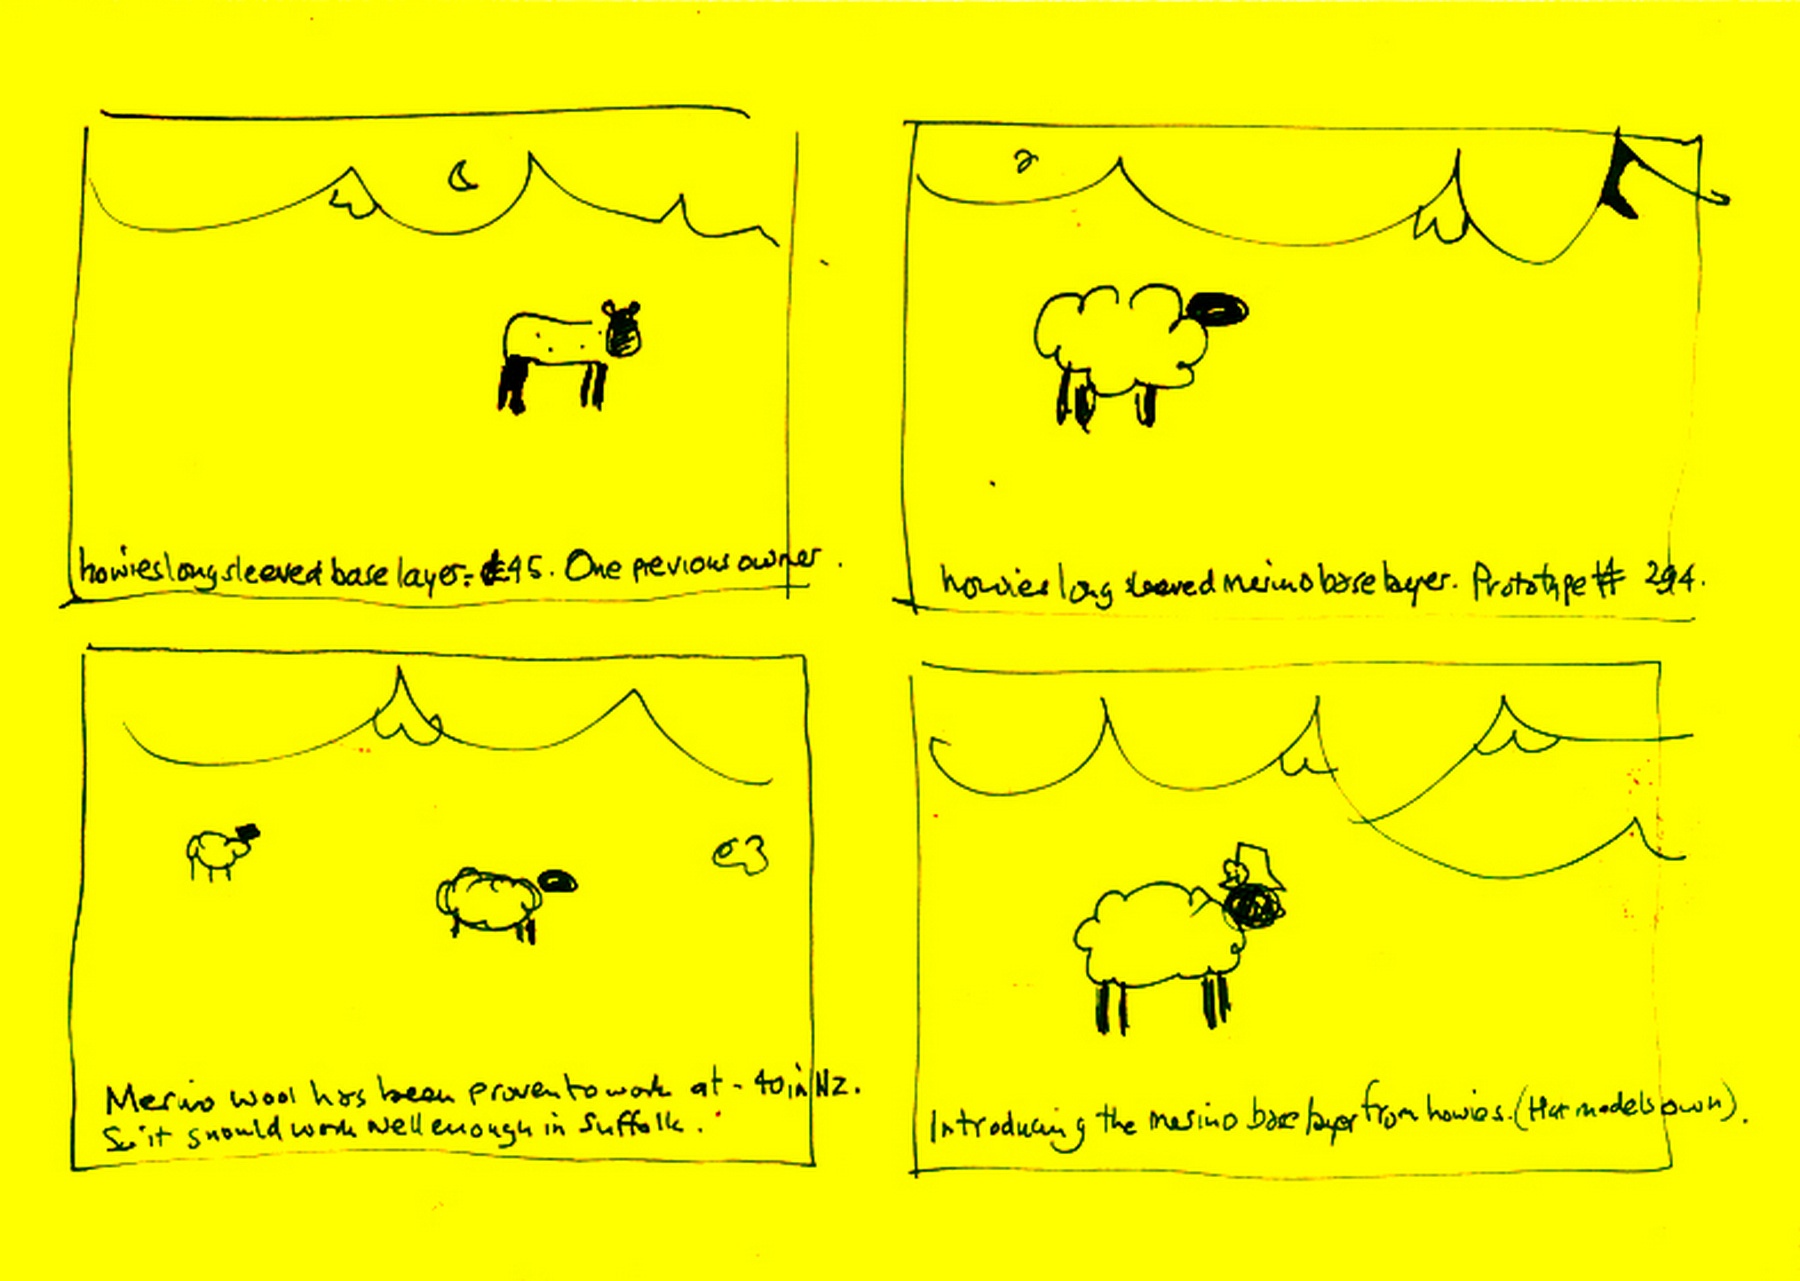 howies long sleeved base layer. £45. One previous owner.
howies long sleeved merino base layer. Prototype # 294.
Merino wool has been proven to work at -40 in NZ.
So it should work well enough in Suffolk.
Introducing the merino base layer from howies. (Hat models own).